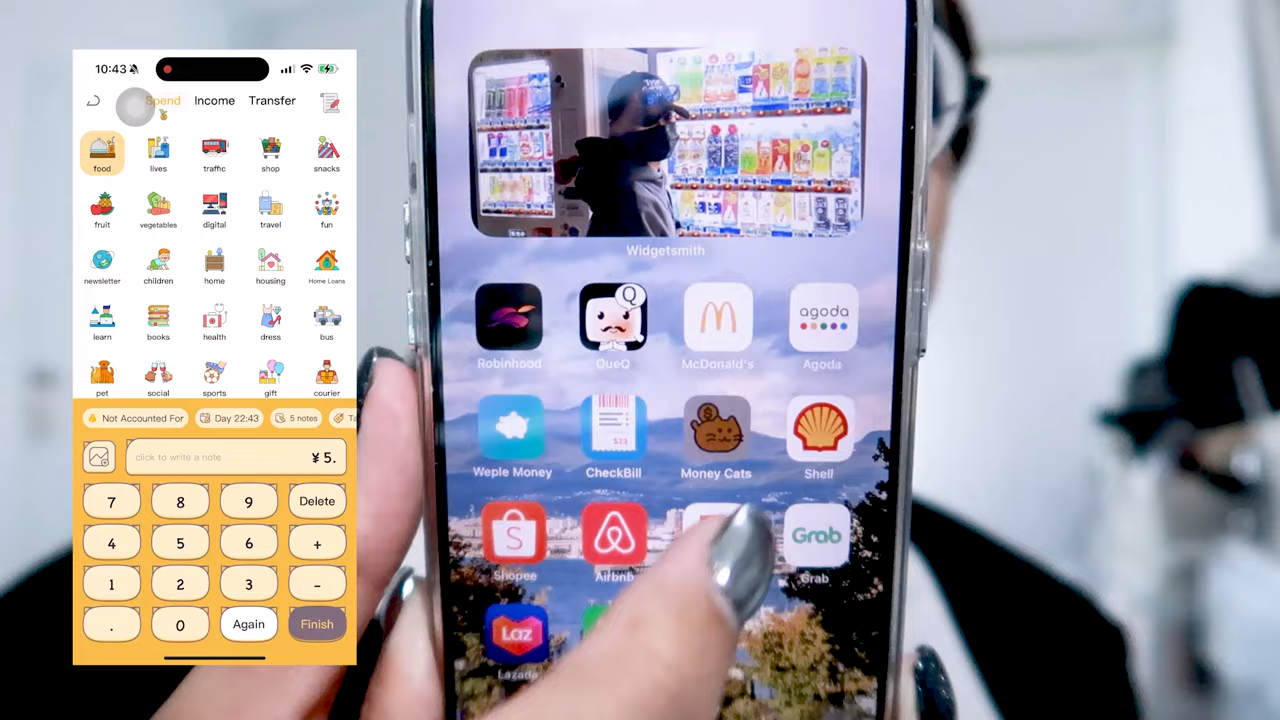 10:43
Spend Income Transfer
food lives traffic shop snacks
fruit vegetables digital travel fun
newsletter children home housing Home Loans
learn books health dress bus
pet social sports gift courier
Not Accounted For Day 22:43 5 notes
click to write a note ¥ 5.
7 8 9 Delete
4 5 6 +
1 2 3 -
. 0 Again Finish
Widgetsmith
Q
agoda
Robinhood QueQ McDonald's Agoda
$23
Weple Money CheckBill Money Cats Shell
S
Grab
Shopee Airbnb Grab
Laz
Lazada